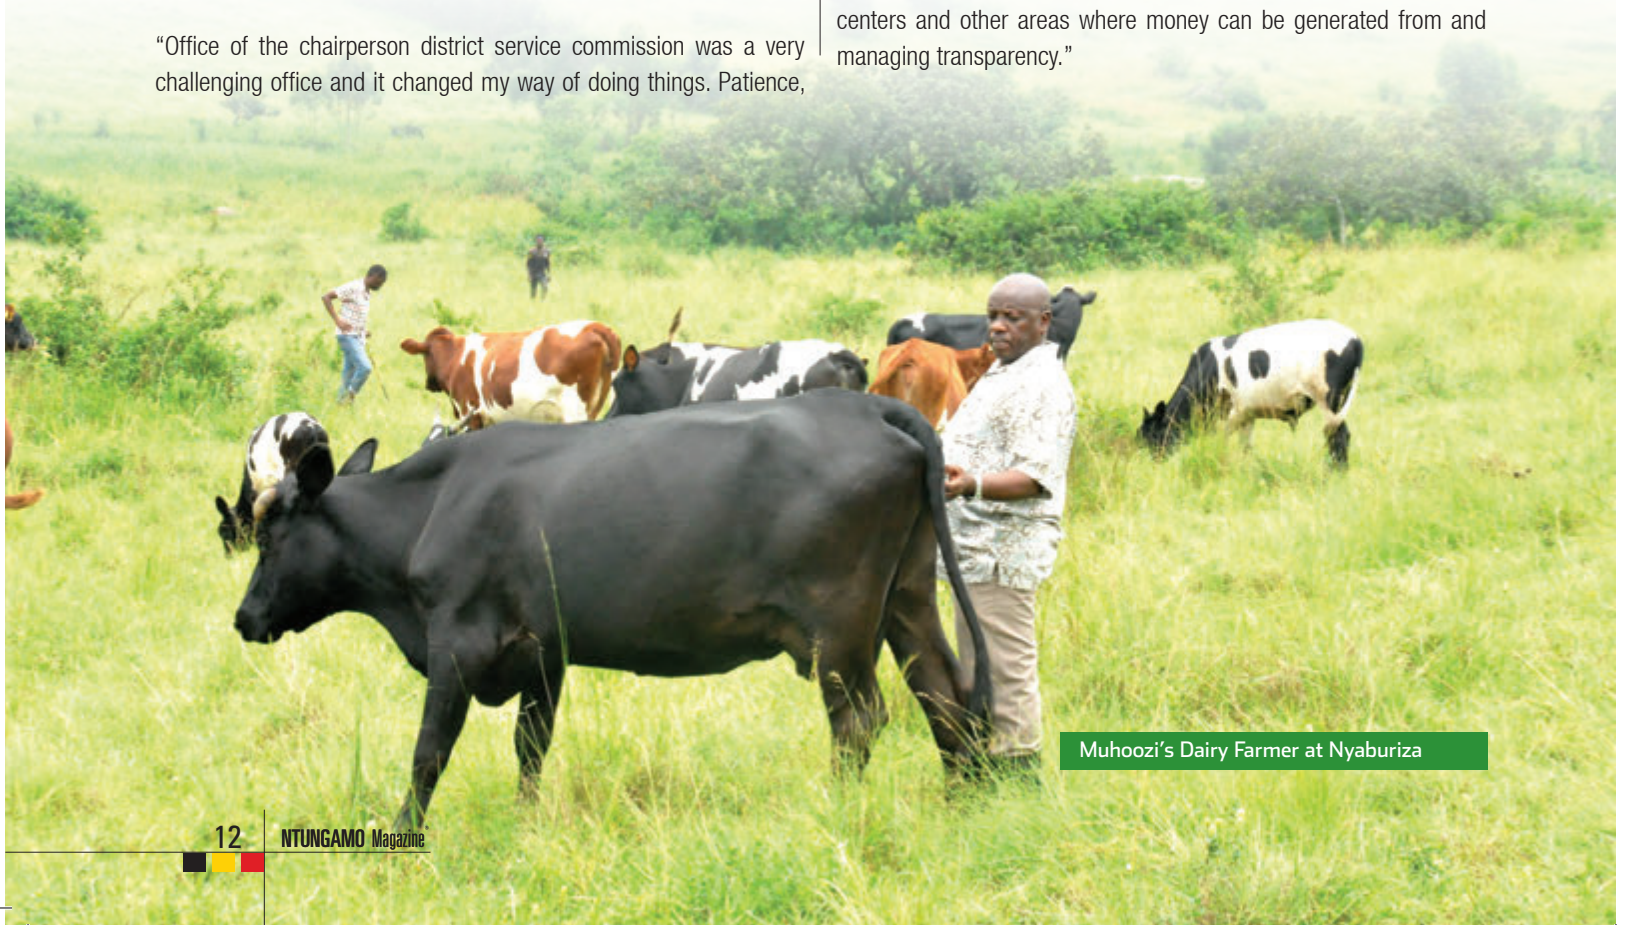 “Office of the chairperson district service commission was a very
challenging office and it changed my way of doing things. Patience,
centers and other areas where money can be generated from and
managing transparency.”
Muhoozi’s Dairy Farmer at Nyaburiza
12
NTUNGAMO Magazine